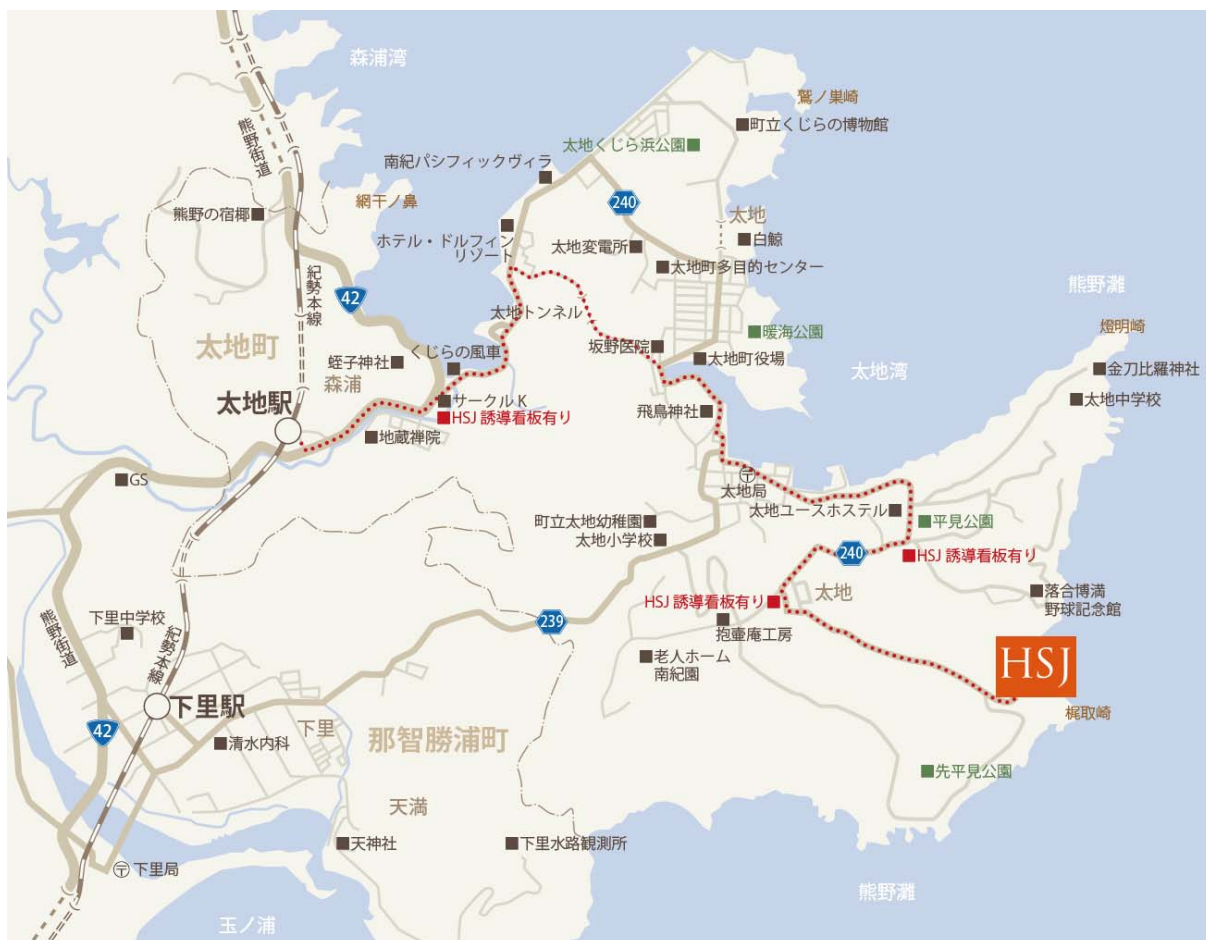 森浦湾
鷲ノ巣崎
町立くじらの博物館
熊野街道
太地くじら浜公園
南紀パシフィックヴィラ
網干ノ鼻
240
熊野の宿椰
太地
ホテル・ドルフィン
リゾート
太地変電所
白鯨
太地町多目的センター
紀勢本線
42
熊野灘
太地トンネル
燈明崎
太地町
くじらの風車
坂野医院
暖海公園
蛭子神社
森浦
太地町役場
太地湾
金刀比羅神社
太地駅
サークル K
太地中学校
HSJ 誘導看板有り
飛鳥神社
地蔵禅院
GS
〒
太地局
太地ユースホステル
町立太地幼稚園
平見公園
太地小学校
240
HSJ 誘導看板有り
太地
落合博満
野球記念館
HSJ 誘導看板有り
下里中学校
239
抱壷庵工房
熊野街道
紀勢本線
老人ホーム
南紀園
HSJ
下里駅
梶取崎
42
下里
那智勝浦町
清水内科
先平見公園
天満
天神社
下里水路観測所
〒下里局
熊野灘
玉ノ浦